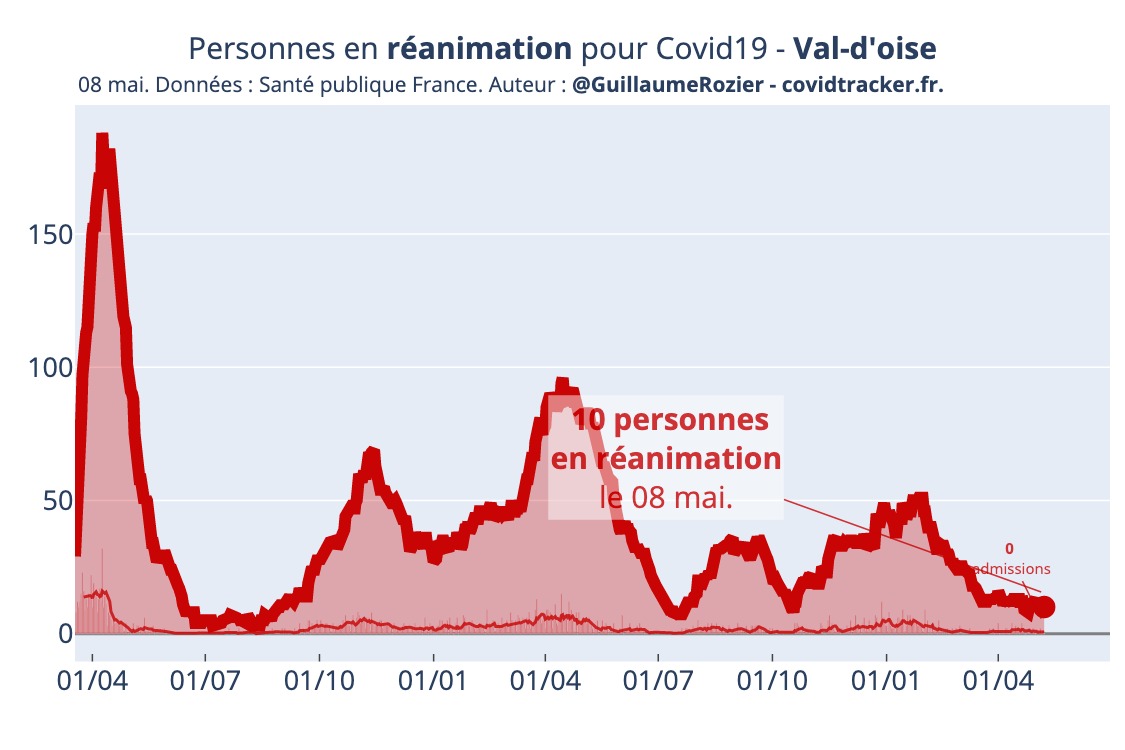 Personnes en réanimation pour Covid19 - Val-d'oise
08 mai. Données : Santé publique France. Auteur : @GuillaumeRozier - covidtracker.fr.
150
100
50
0
10 personnes
en réanimation
le 08 mai.
0
admissions
01/04 01/07 01/10 01/01 01/04 01/07 01/10 01/01 01/04